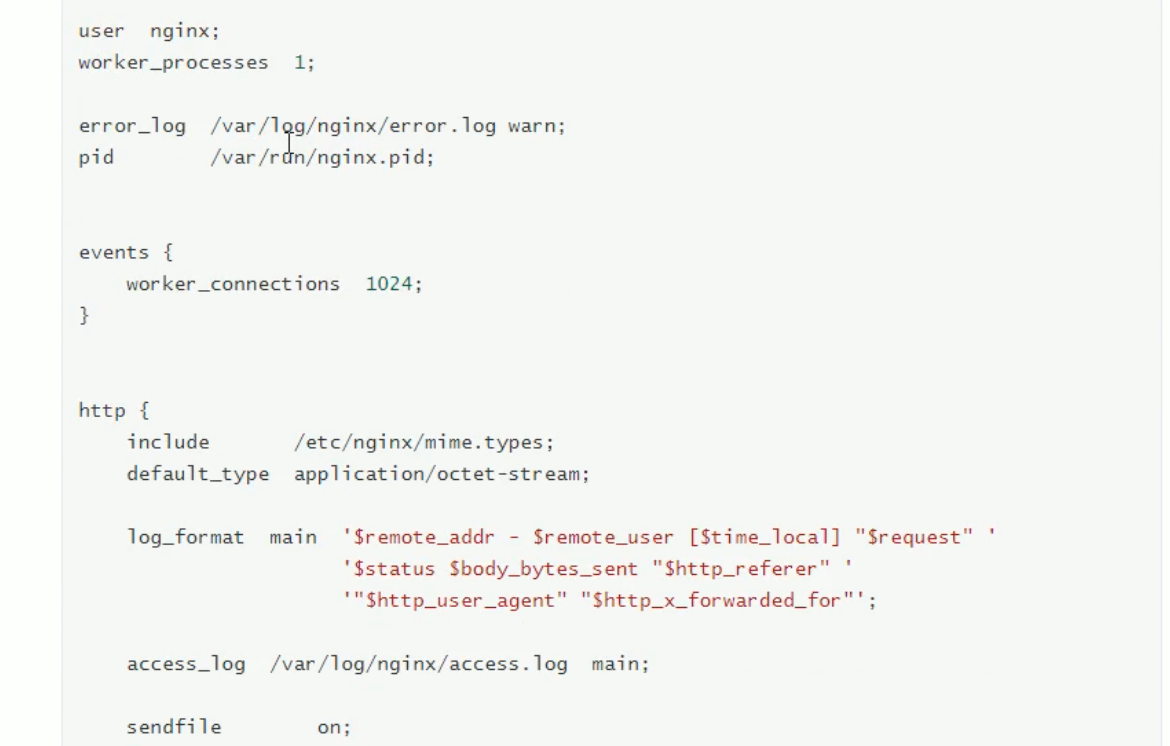 user  nginx;
worker_processes  1;
error_log  /var/log/nginx/error.log warn;
pid        /var/run/nginx.pid;
events {
    worker_connections  1024;
}
http {
    include       /etc/nginx/mime.types;
    default_type  application/octet-stream;
    log_format  main  '$remote_addr - $remote_user [$time_local] "$request" '
                      '$status $body_bytes_sent "$http_referer" '
                      '"$http_user_agent" "$http_x_forwarded_for"';
    access_log  /var/log/nginx/access.log  main;
    sendfile        on;